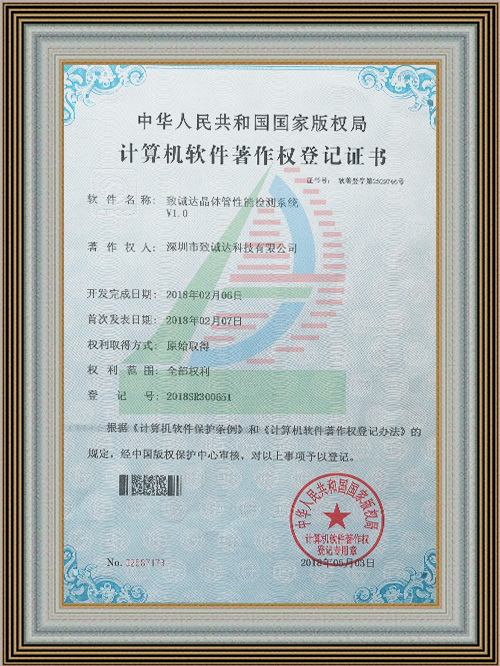 中华人民共和国国家版权局
计算机软件著作权登记证书
证书号： 软著登字第2629746号
软件名称： 致诚达晶体管性能检测系统
V1.0
著作权人： 深圳市致诚达科技有限公司
开发完成日期： 2018年02月06日
首次发表日期： 2018年02月07日
权利取得方式： 原始取得
权利范围： 全部权利
登记号： 2018SR300651
根据《计算机软件保护条例》和《计算机软件著作权登记办法》的
规定，经中国版权保护中心审核，对以上事项予以登记。
中华人民共和国国家版权局
计算机软件著作权
登记专用章
No.
2018年05月03日